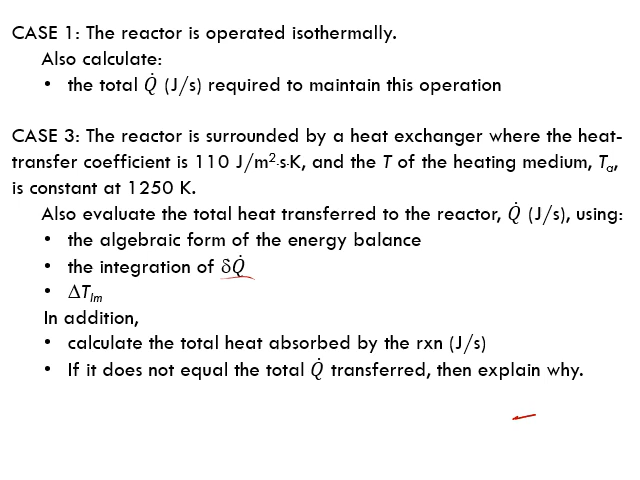 CASE 1: The reactor is operated isothermally.
Also calculate:
• the total Q̇ (J/s) required to maintain this operation
CASE 3: The reactor is surrounded by a heat exchanger where the heat-
transfer coefficient is 110 J/m²·s·K, and the T of the heating medium, Tₐ,
is constant at 1250 K.
Also evaluate the total heat transferred to the reactor, Q̇ (J/s), using:
• the algebraic form of the energy balance
• the integration of δQ̇
• ΔTlm
In addition,
• calculate the total heat absorbed by the rxn (J/s)
• If it does not equal the total Q̇ transferred, then explain why.